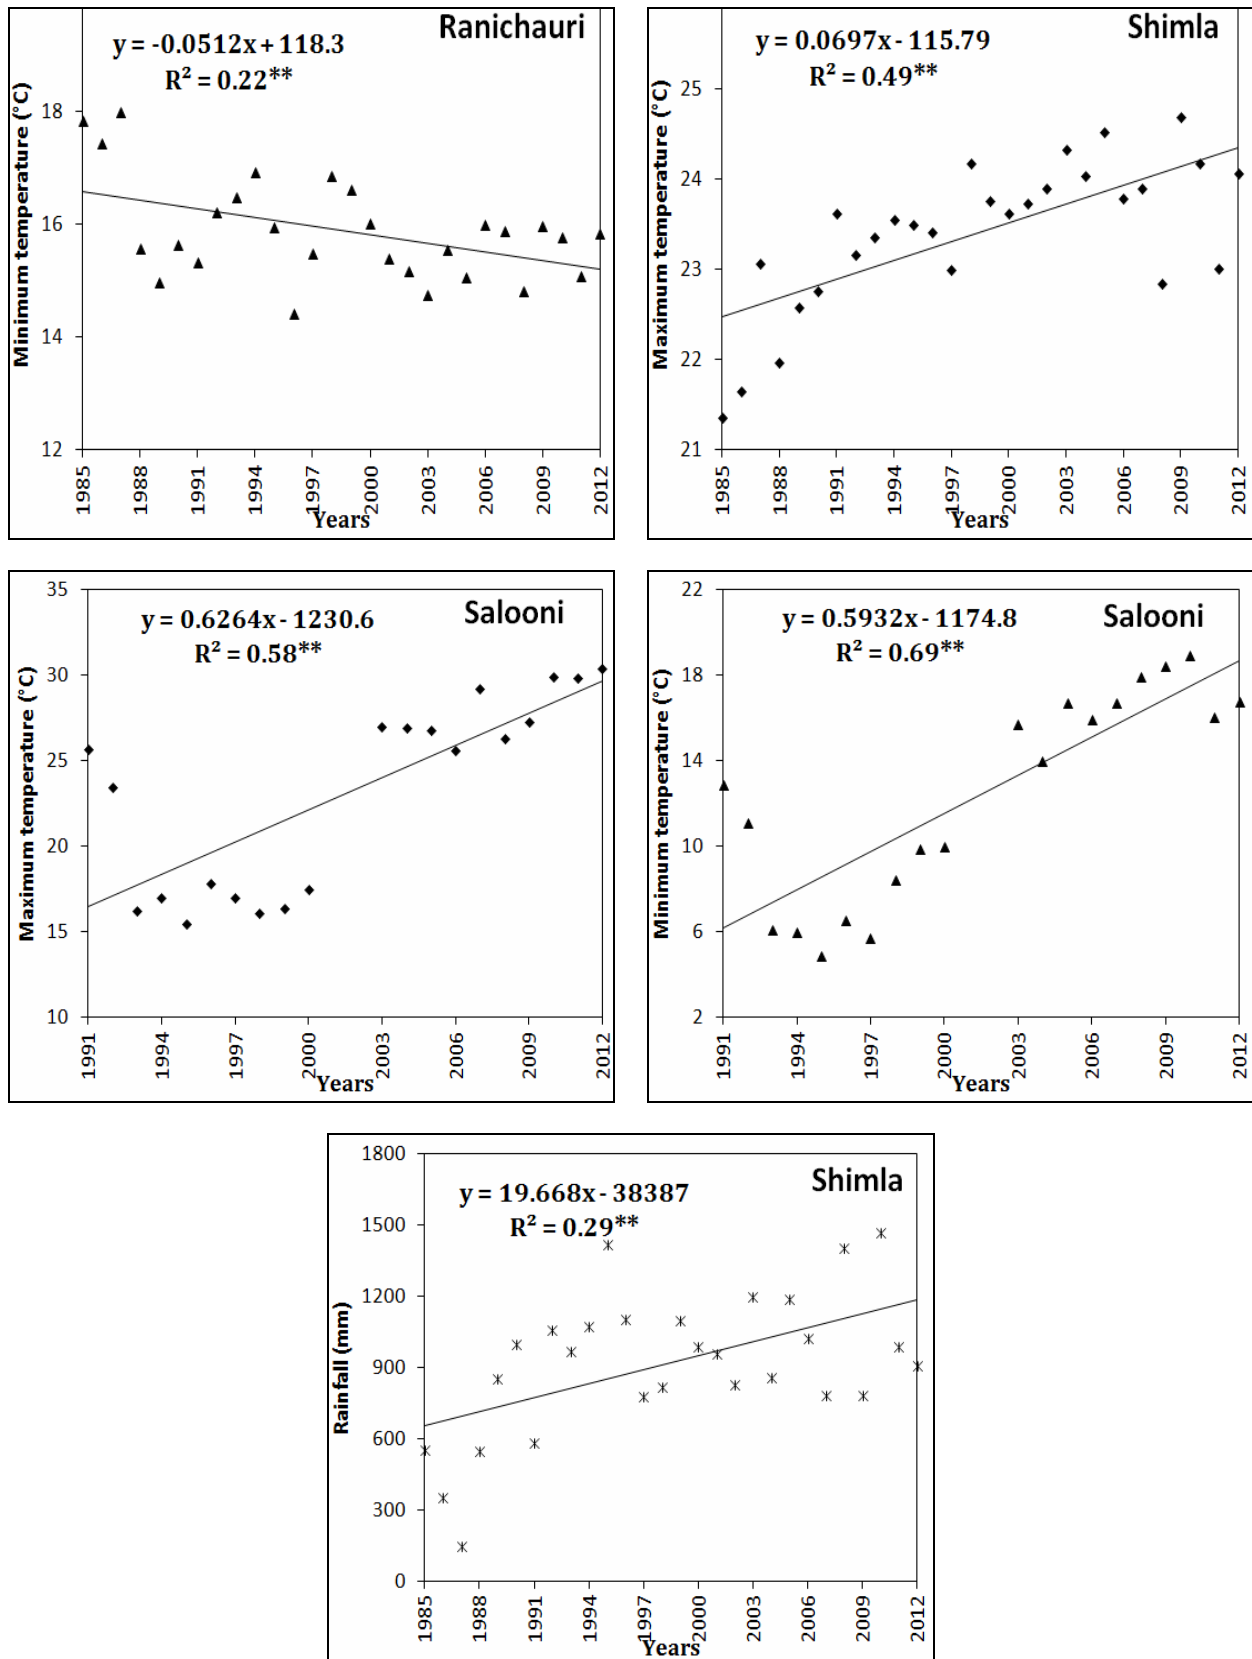 Ranichauri
y = -0.0512x + 118.3
R² = 0.22**
Minimum temperature (°C)
18
16
14
12
1985
1988
1991
1994
1997
2000
2003
2006
2009
2012
Years
Shimla
y = 0.0697x - 115.79
R² = 0.49**
Maximum temperature (°C)
25
24
23
22
21
1985
1988
1991
1994
1997
2000
2003
2006
2009
2012
Years
Salooni
y = 0.6264x - 1230.6
R² = 0.58**
Maximum temperature (°C)
35
30
25
20
15
10
1991
1994
1997
2000
2003
2006
2009
2012
Years
Salooni
y = 0.5932x - 1174.8
R² = 0.69**
Minimum temperature (°C)
22
18
14
10
6
2
1991
1994
1997
2000
2003
2006
2009
2012
Years
Shimla
y = 19.668x - 38387
R² = 0.29**
Rainfall (mm)
1800
1500
1200
900
600
300
0
1985
1988
1991
1994
1997
2000
2003
2006
2009
2012
Years